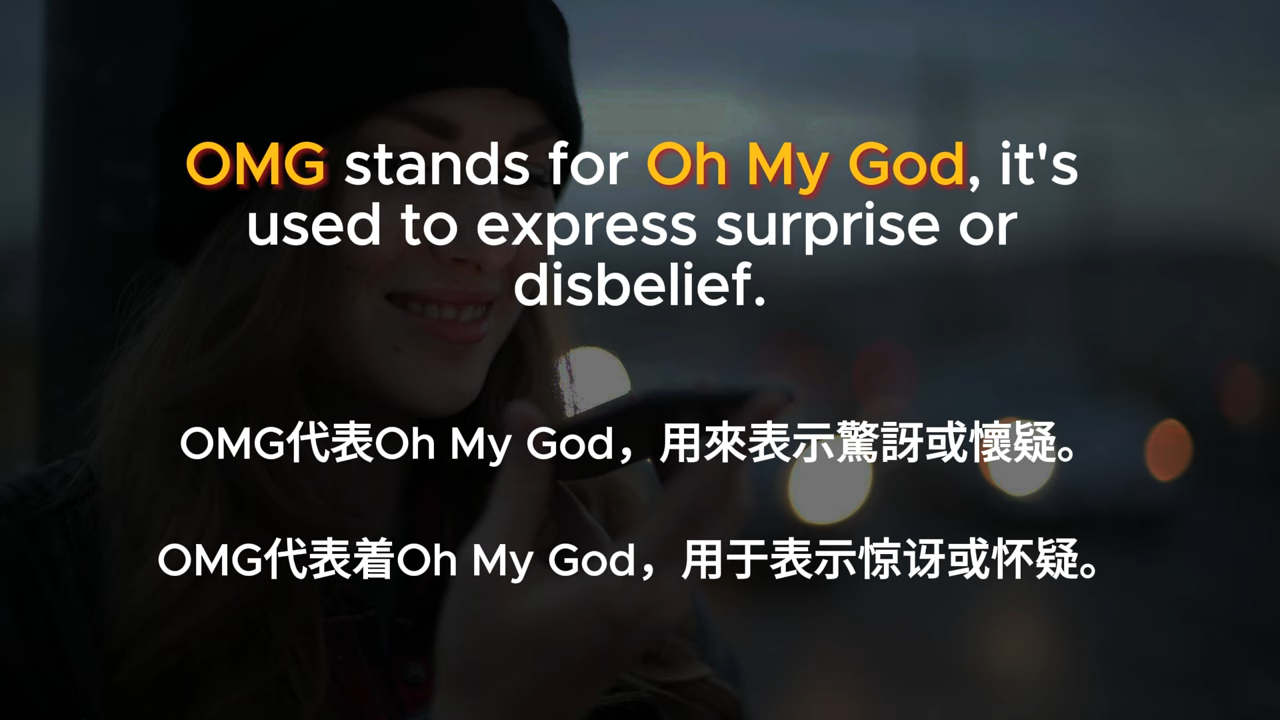 OMG stands for Oh My God, it's
used to express surprise or
disbelief.
OMG代表Oh My God，用來表示驚訝或懷疑。
OMG代表着Oh My God，用于表示惊讶或怀疑。